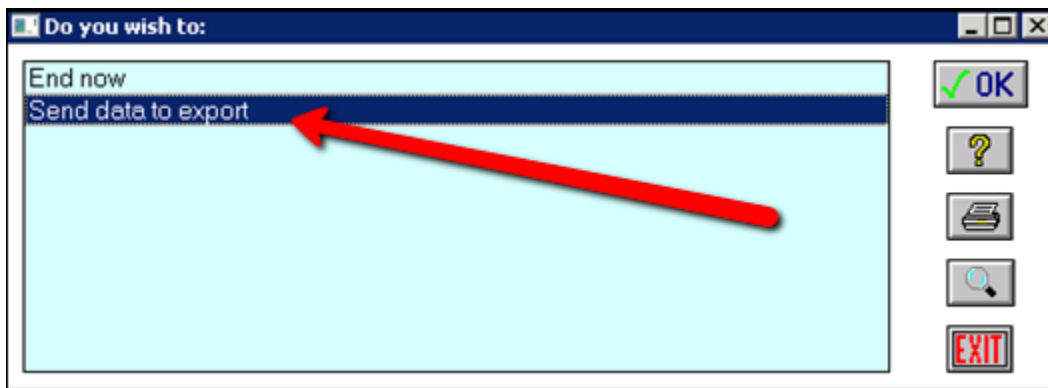 Do you wish to:
End now
Send data to export
OK
?
EXIT